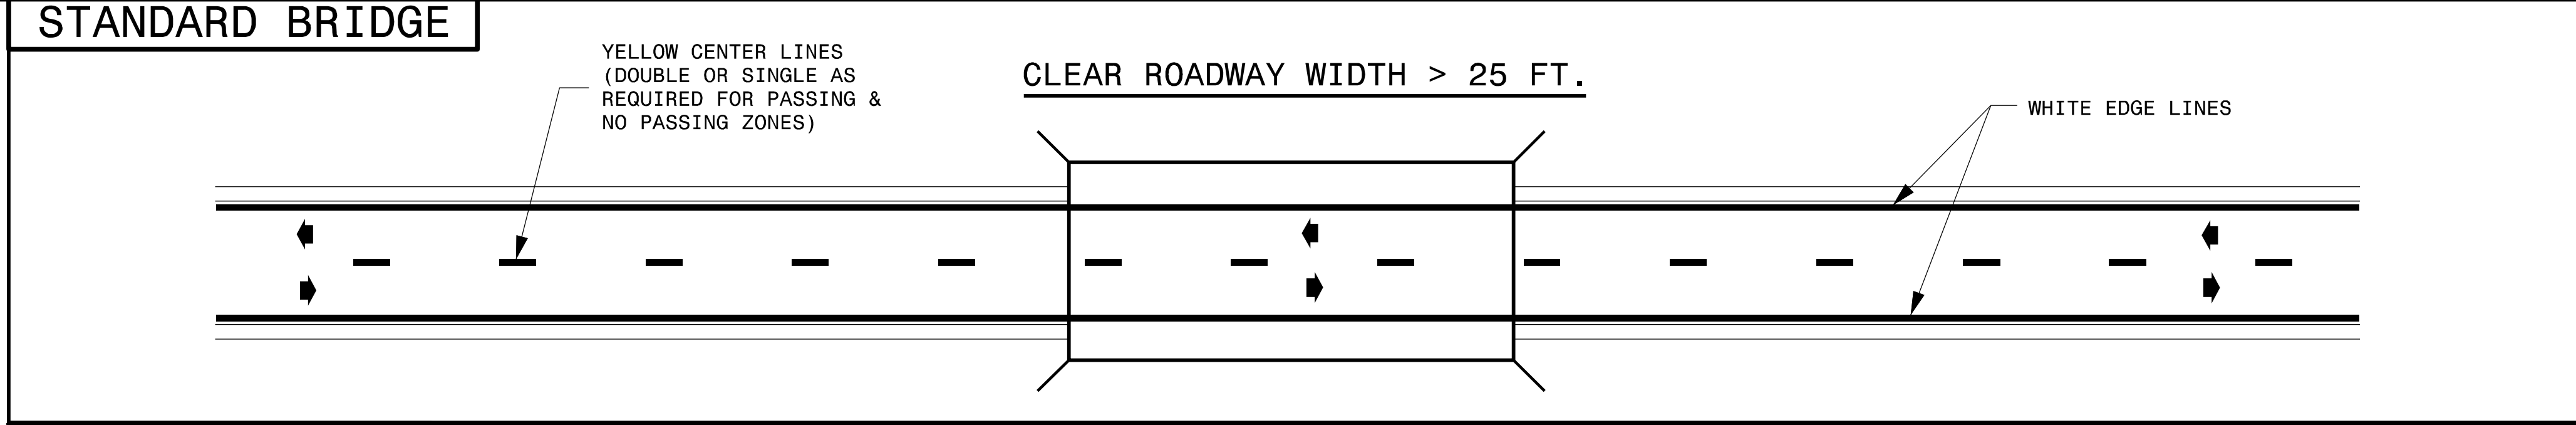 STANDARD BRIDGE
YELLOW CENTER LINES
(DOUBLE OR SINGLE AS
REQUIRED FOR PASSING &
NO PASSING ZONES)
CLEAR ROADWAY WIDTH > 25 FT.
WHITE EDGE LINES